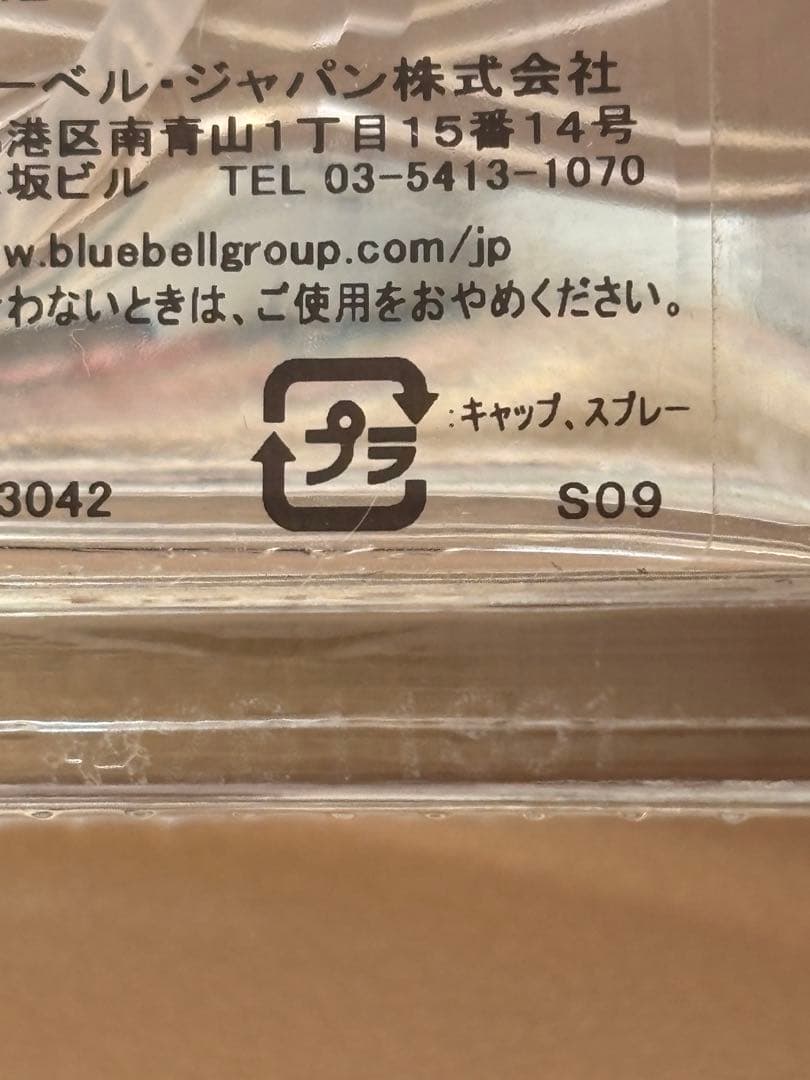 ーベル・ジャパン株式会社
港区南青山1丁目15番14号
坂ビル TEL 03-5413-1070
w.bluebellgroup.com/jp
わないときは、ご使用をおやめください。
プラ :キャップ、スプレー
3042 S09